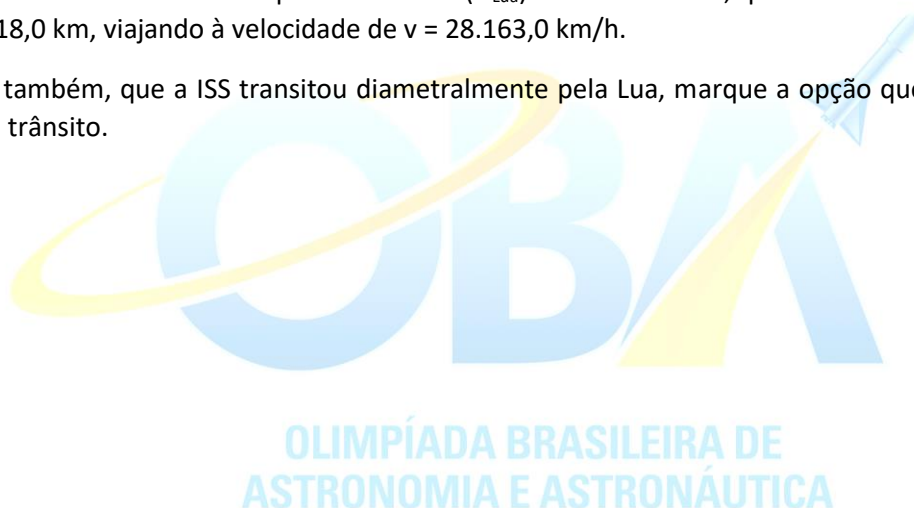 18,0 km, viajando à velocidade de v = 28.163,0 km/h.
também, que a ISS transitou diametralmente pela Lua, marque a opção que
trânsito.
OBA
OLIMPÍADA BRASILEIRA DE
ASTRONOMIA E ASTRONÁUTICA